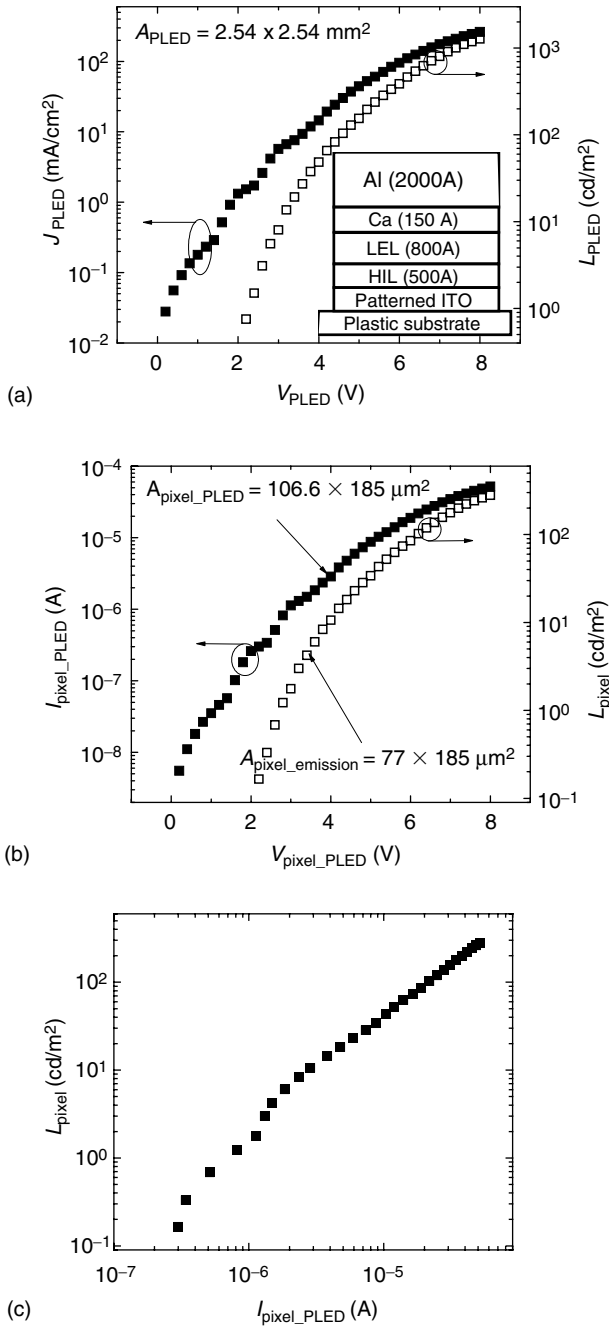 A_PLED = 2.54 x 2.54 mm²
10²
10¹
10⁰
10⁻¹
10⁻²
J_PLED (mA/cm²)
10³
10²
10¹
10⁰
L_PLED (cd/m²)
Al (2000A)
Ca (150 A)
LEL (800A)
HIL (500A)
Patterned ITO
Plastic substrate
0 2 4 6 8
V_PLED (V)
(a)
10⁻⁴
10⁻⁵
10⁻⁶
10⁻⁷
10⁻⁸
I_pixel_PLED (A)
A_pixel_PLED = 106.6 × 185 μm²
10²
10¹
10⁰
10⁻¹
L_pixel (cd/m²)
A_pixel_emission = 77 × 185 μm²
0 2 4 6 8
V_pixel_PLED (V)
(b)
10²
10¹
10⁰
10⁻¹
L_pixel (cd/m²)
10⁻⁷ 10⁻⁶ 10⁻⁵
I_pixel_PLED (A)
(c)